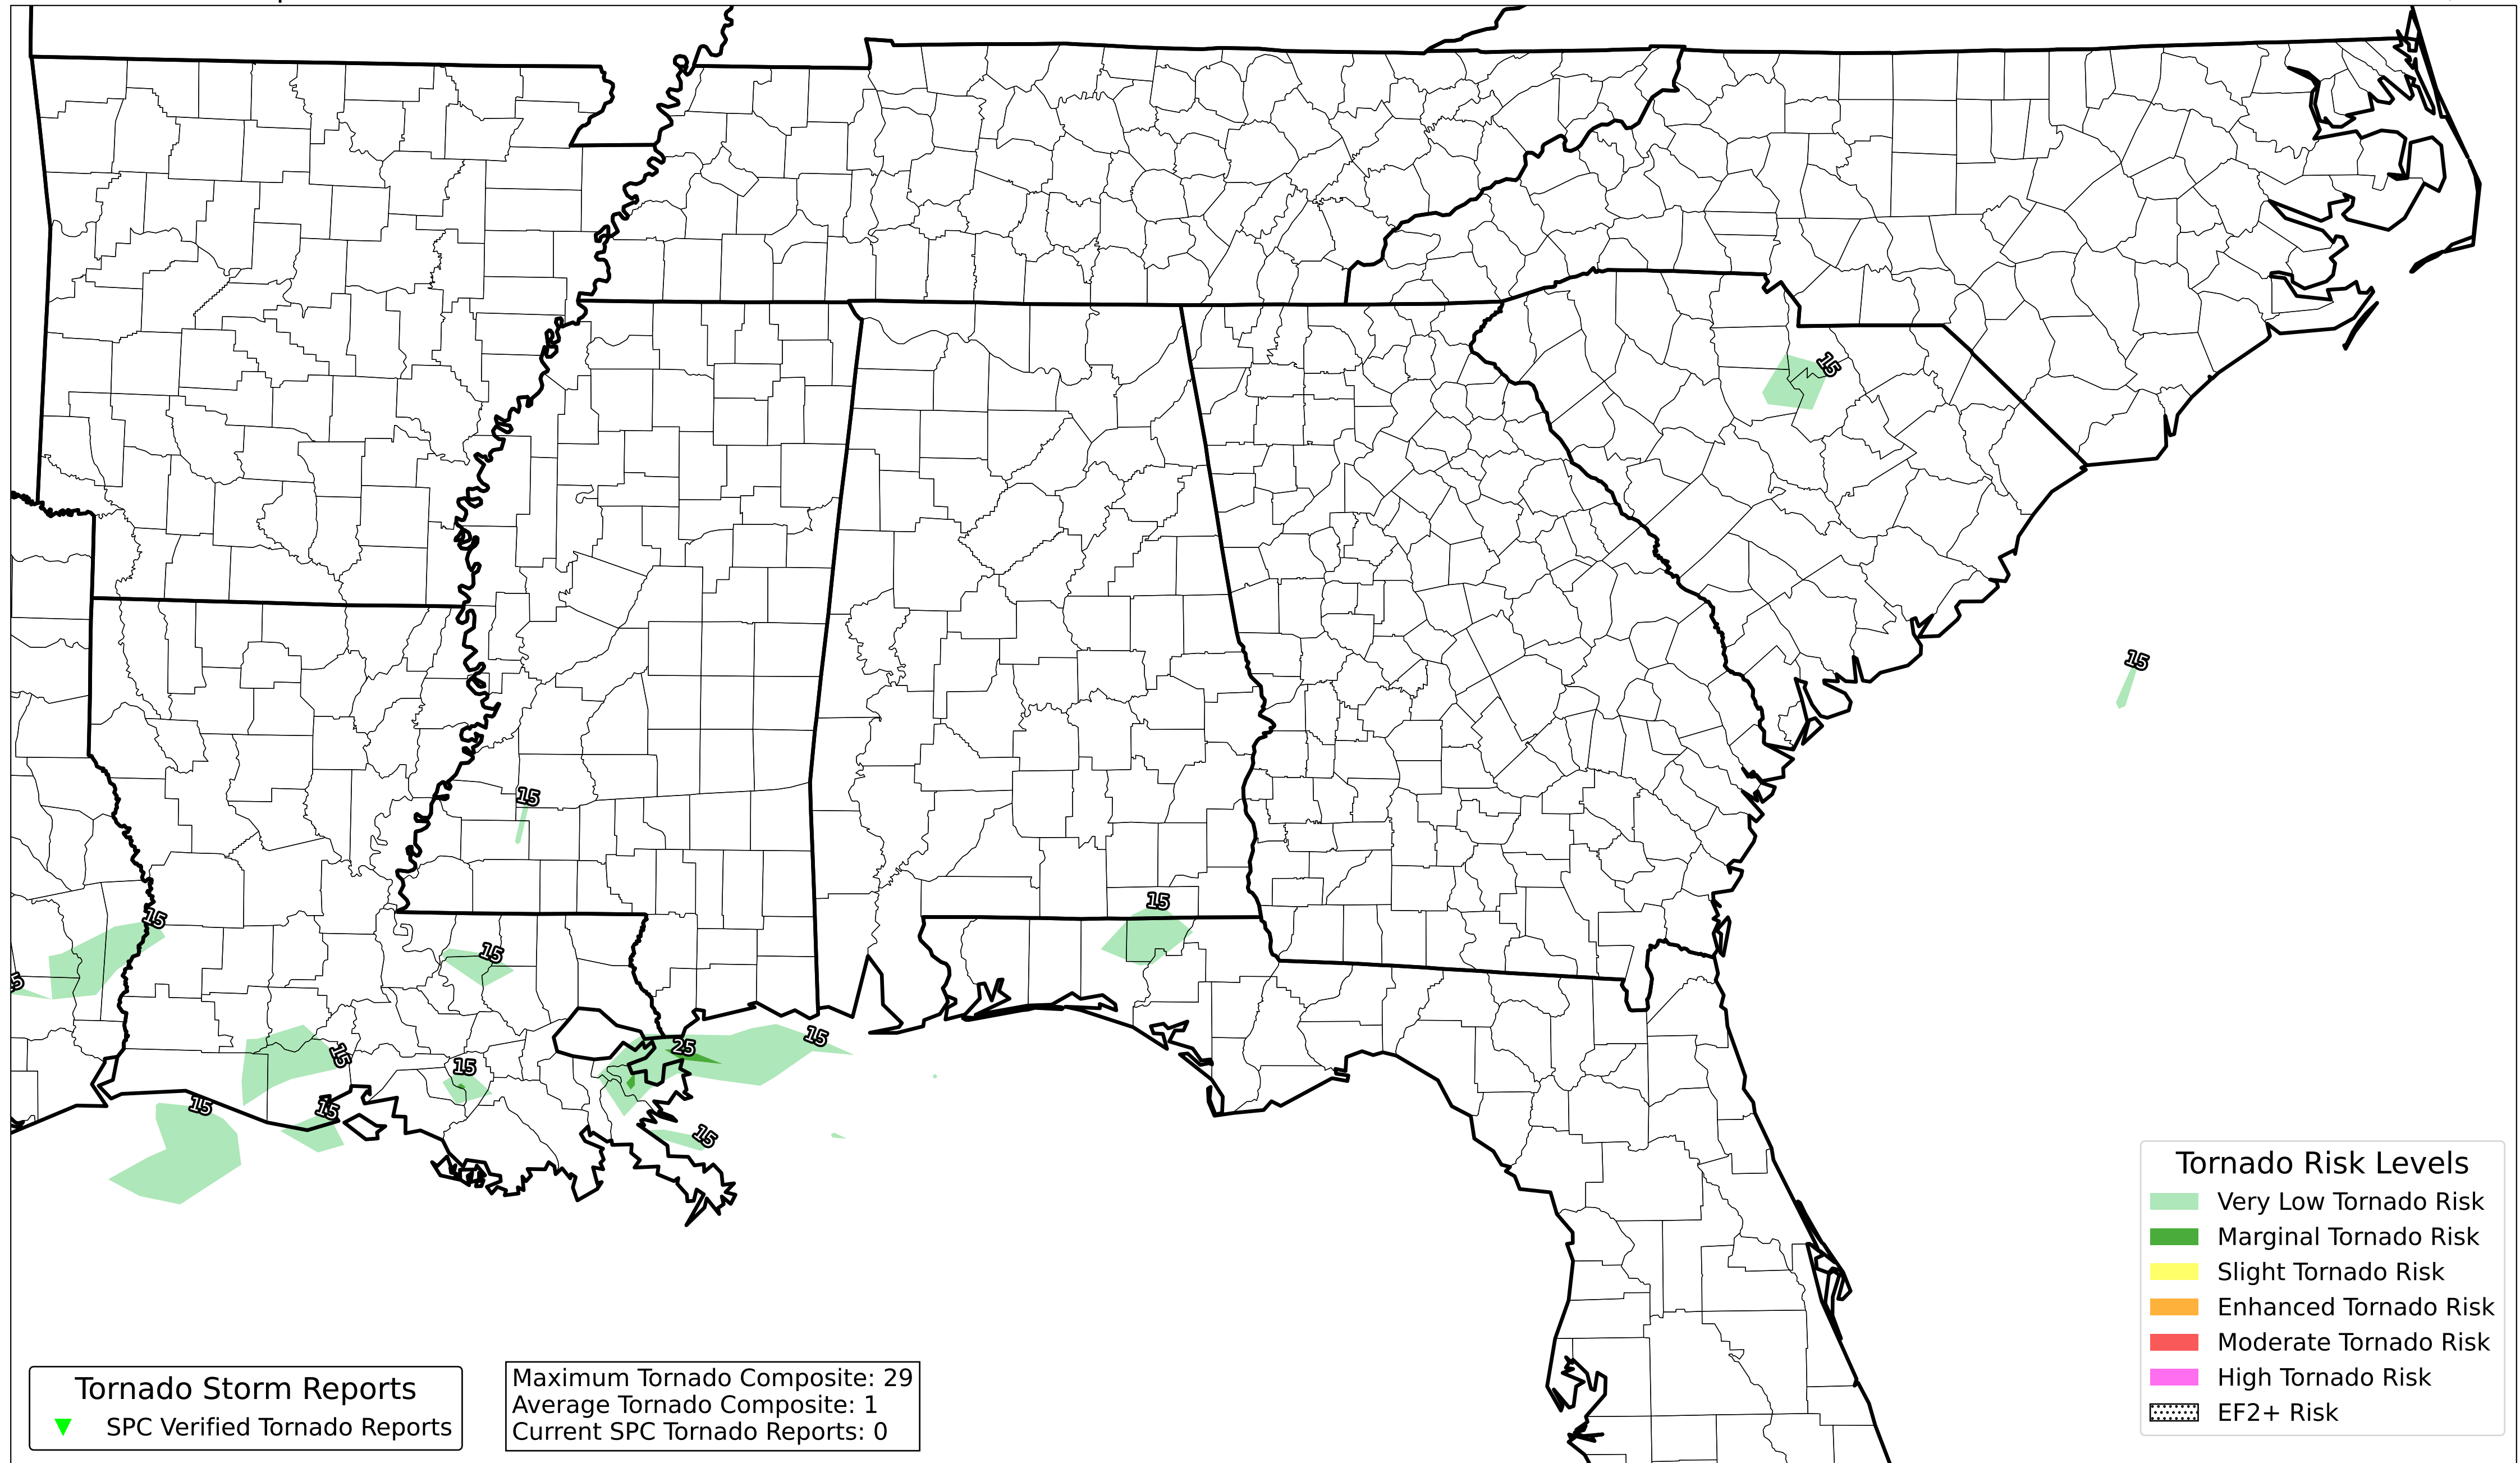 15
15
15
15
15
5
15
15
25
15
15
15
15
15
Tornado Risk Levels
Very Low Tornado Risk
Marginal Tornado Risk
Slight Tornado Risk
Enhanced Tornado Risk
Moderate Tornado Risk
High Tornado Risk
EF2+ Risk
Tornado Storm Reports
SPC Verified Tornado Reports
Maximum Tornado Composite: 29
Average Tornado Composite: 1
Current SPC Tornado Reports: 0